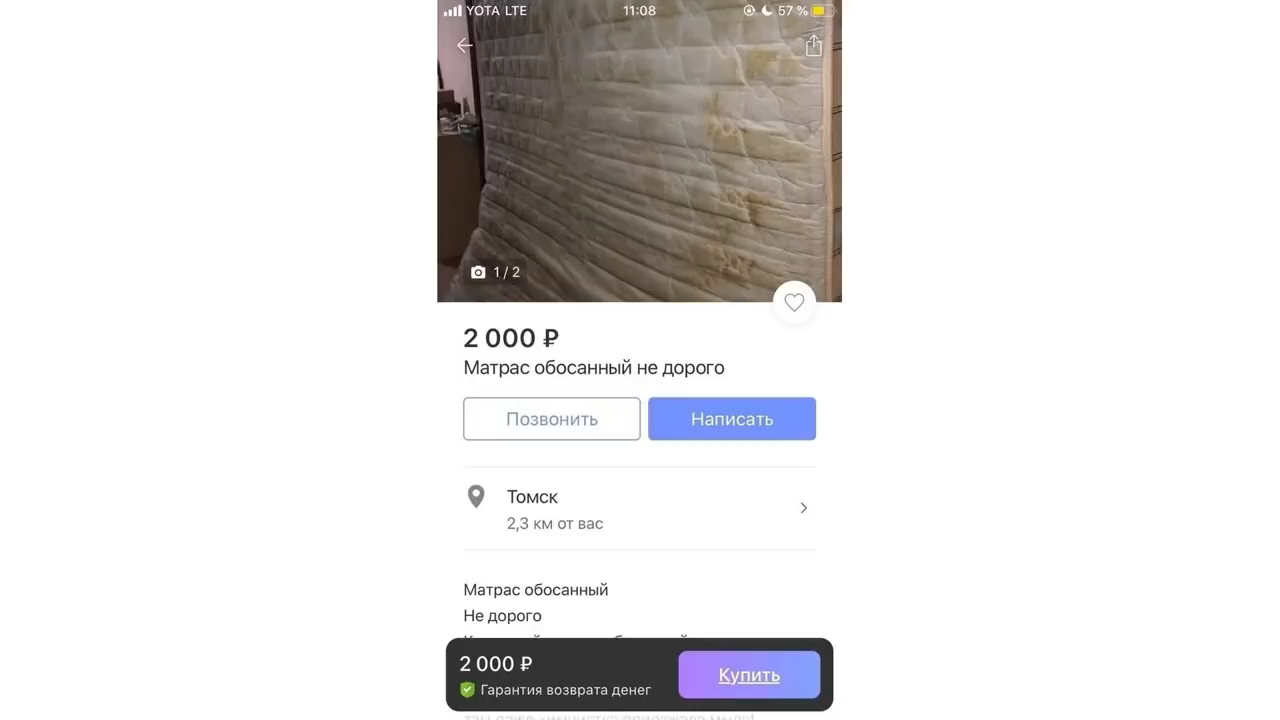 YOTA LTE 11:08 57 %
1 / 2
2 000 ₽
Матрас обосанный не дорого
Позвонить Написать
Томск
2,3 км от вас
Матрас обосанный
Не дорого
2 000 ₽
Гарантия возврата денег
Купить